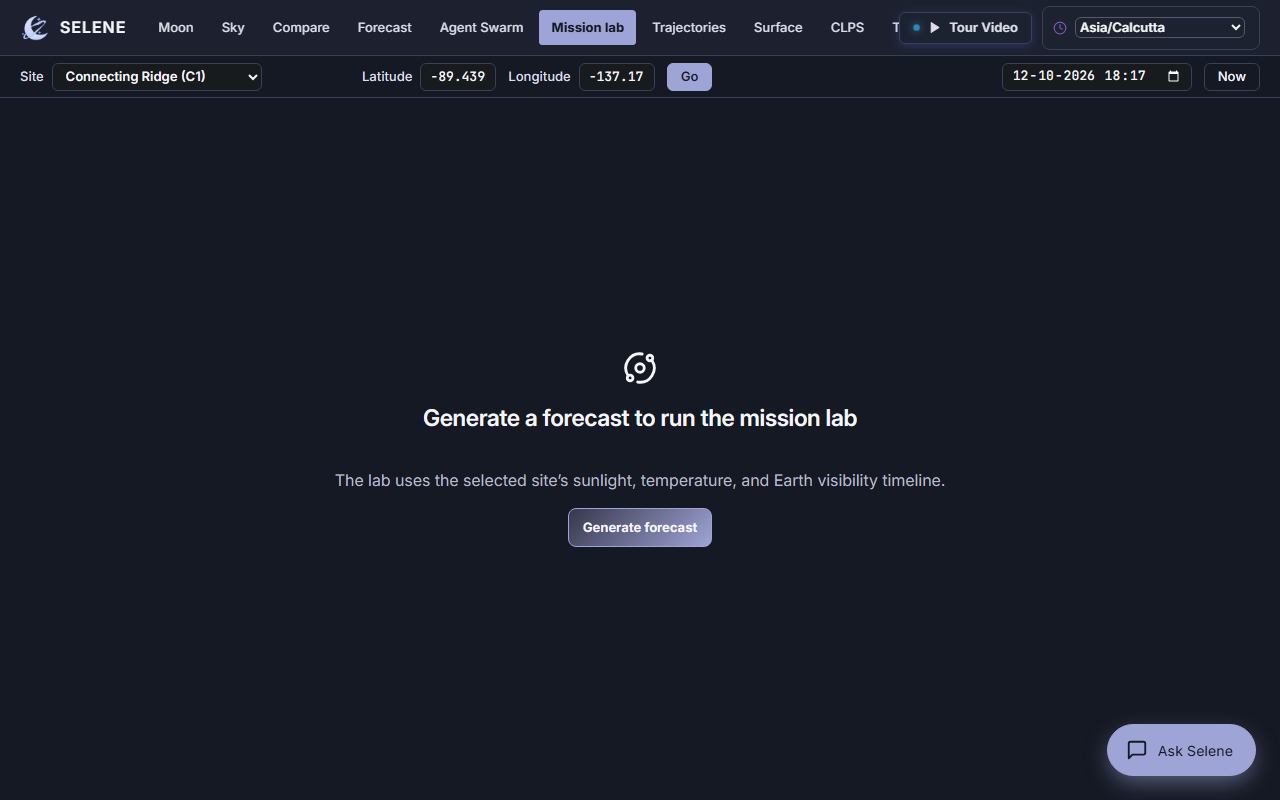 SELENE Moon Sky Compare Forecast Agent Swarm Mission lab Trajectories Surface CLPS T Tour Video Asia/Calcutta
Site Connecting Ridge (C1) Latitude -89.439 Longitude -137.17 Go 12-10-2026 18:17 Now
Generate a forecast to run the mission lab
The lab uses the selected site’s sunlight, temperature, and Earth visibility timeline.
Generate forecast
Ask Selene